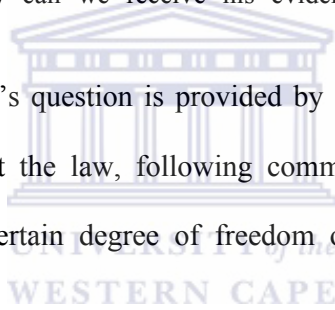 can we receive his evide
's question is provided by
t the law, following comm
ertain degree of freedom
UNIVERSITY of the
WESTERN CAPE